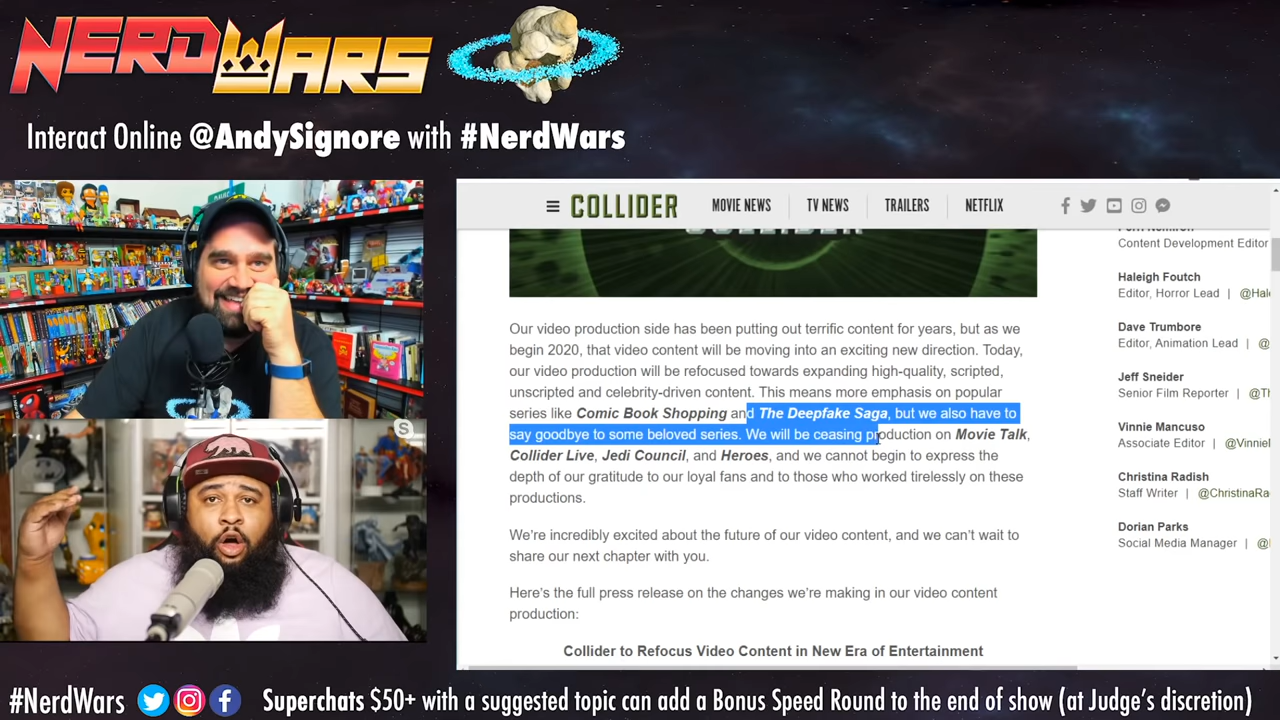 NERD WARS
Interact Online @AndySignore with #NerdWars
COLLIDER
MOVIE NEWS
TV NEWS
TRAILERS
NETFLIX
COLLIDER
Our video production side has been putting out terrific content for years, but as we
begin 2020, that video content will be moving into an exciting new direction. Today,
our video production will be refocused towards expanding high-quality, scripted,
unscripted and celebrity-driven content. This means more emphasis on popular
series like Comic Book Shopping and The Deepfake Saga, but we also have to
say goodbye to some beloved series. We will be ceasing production on Movie Talk,
Collider Live, Jedi Council, and Heroes, and we cannot begin to express the
depth of our gratitude to our loyal fans and to those who worked tirelessly on these
productions.
We're incredibly excited about the future of our video content, and we can't wait to
share our next chapter with you.
Here's the full press release on the changes we're making in our video content
production:
Collider to Refocus Video Content in New Era of Entertainment
Content Development Editor
Haleigh Foutch
Editor, Horror Lead | @Hal
Dave Trumbore
Editor, Animation Lead | @
Jeff Sneider
Senior Film Reporter | @Th
Vinnie Mancuso
Associate Editor | @Vinniel
Christina Radish
Staff Writer | @ChristinaRa
Dorian Parks
Social Media Manager | @
#NerdWars
Superchats $50+ with a suggested topic can add a Bonus Speed Round to the end of show (at Judge's discretion)